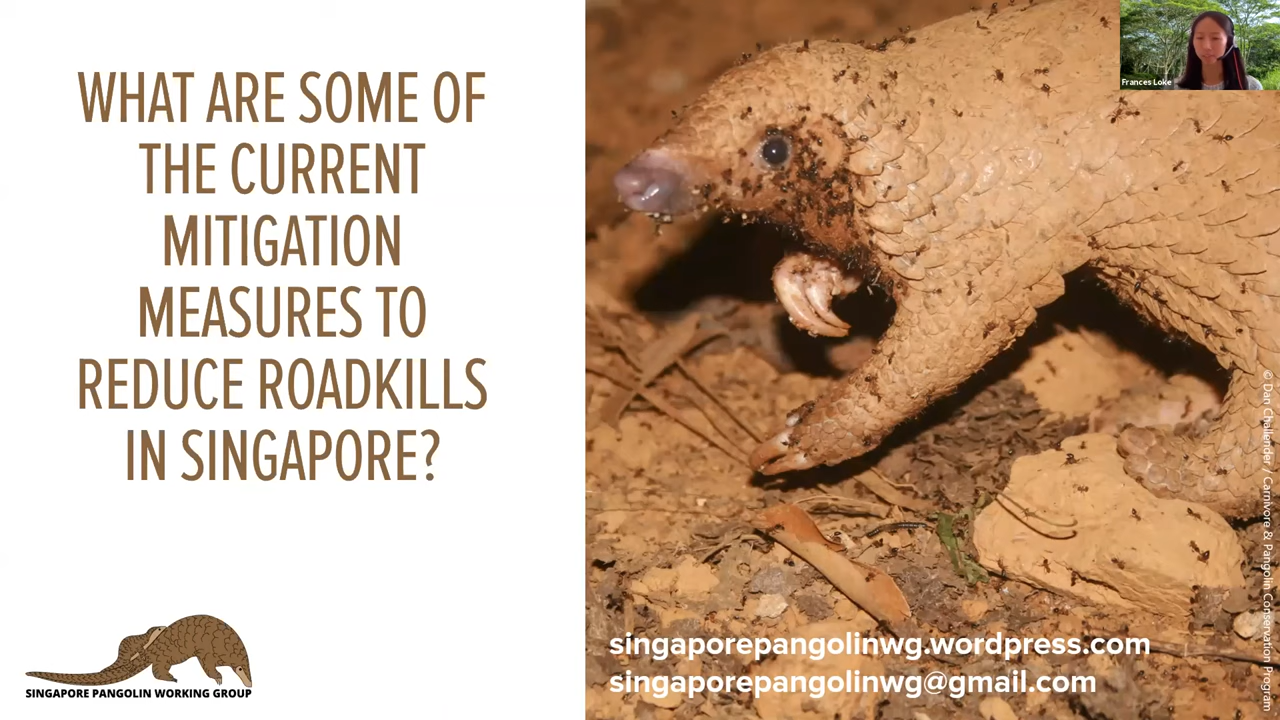 WHAT ARE SOME OF
THE CURRENT
MITIGATION
MEASURES TO
REDUCE ROADKILLS
IN SINGAPORE?
SINGAPORE PANGOLIN WORKING GROUP
Frances Loke
© Dan Challender / Carnivore & Pangolin Conservation Program
singaporepangolinwg.wordpress.com
singaporepangolinwg@gmail.com